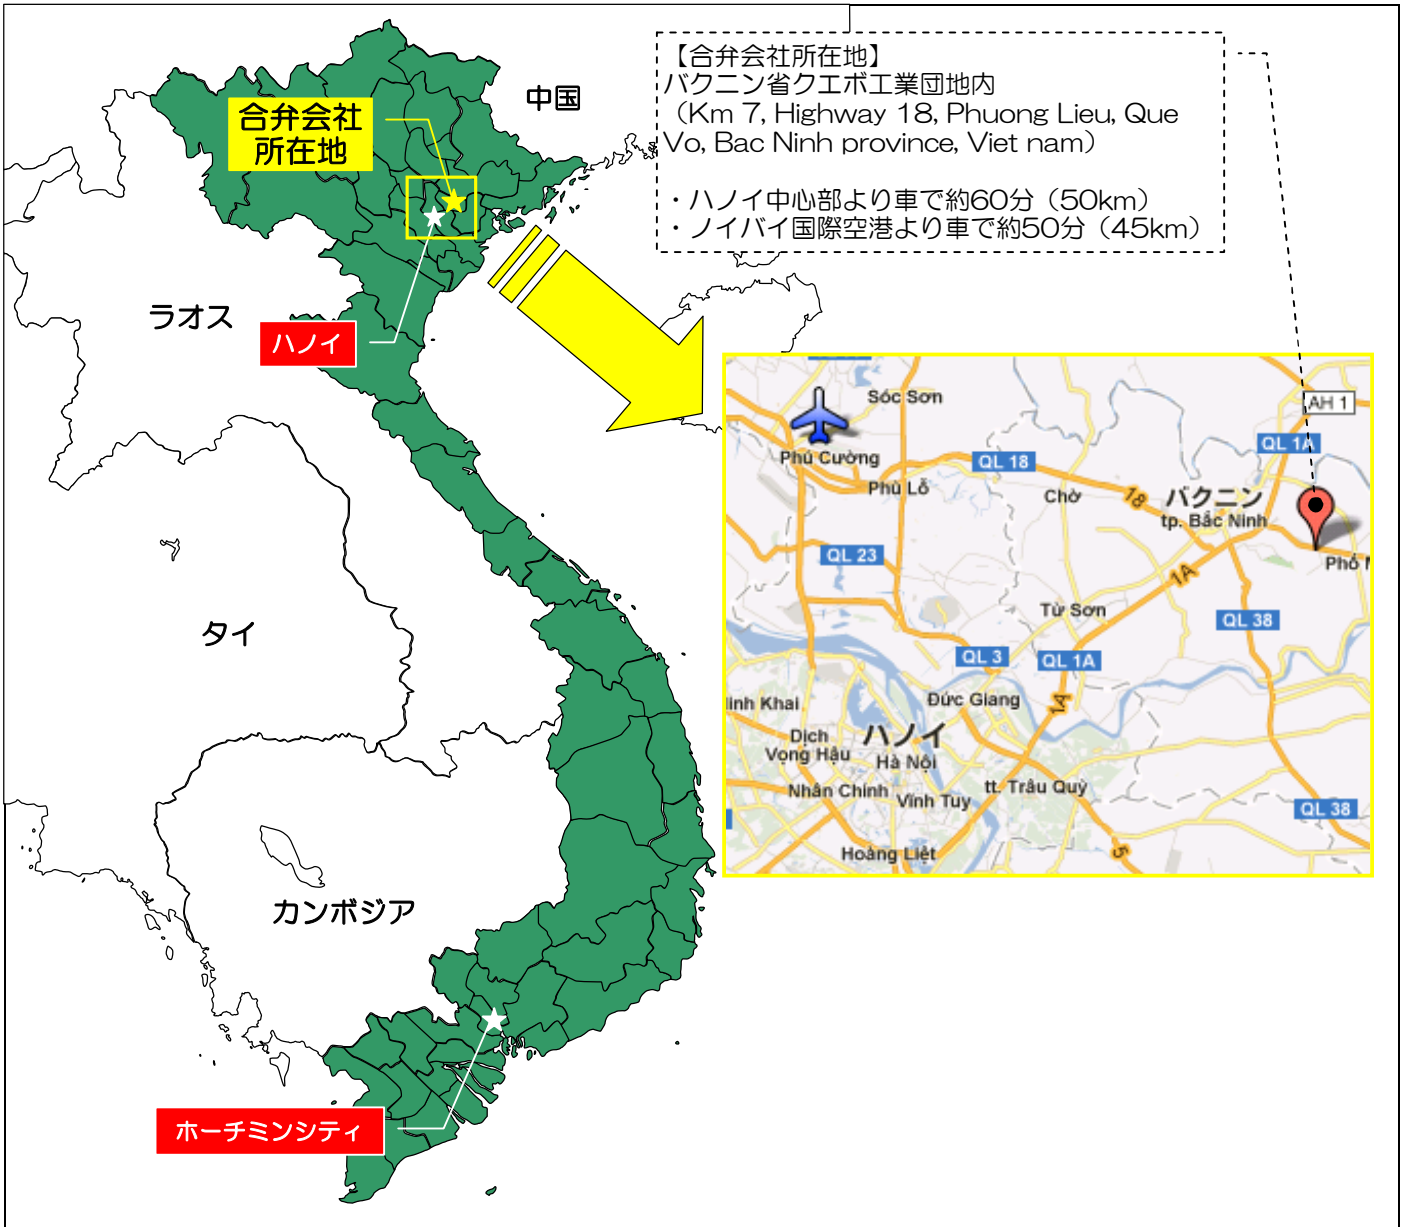 中国
合弁会社
所在地
【合弁会社所在地】
バクニン省クエボ工業団地内
（Km 7, Highway 18, Phuong Lieu, Que
Vo, Bac Ninh province, Viet nam）
・ハノイ中心部より車で約60分（50km）
・ノイバイ国際空港より車で約50分（45km）
ラオス
ハノイ
タイ
カンボジア
ホーチミンシティ
Sóc Sơn
AH 1
QL 1A
Phú Cường
QL 18
Phù Lỗ
Chờ
18
バクニン
tp. Bắc Ninh
QL 23
Phố
1A
Từ Sơn
QL 38
QL 3
QL 1A
Đức Giang
1A
inh Khai
Dịch
Vọng Hậu
ハノイ
Hà Nội
Nhân Chính
Vĩnh Tuy
tt. Trâu Quỳ
QL 38
Hoàng Liệt
5